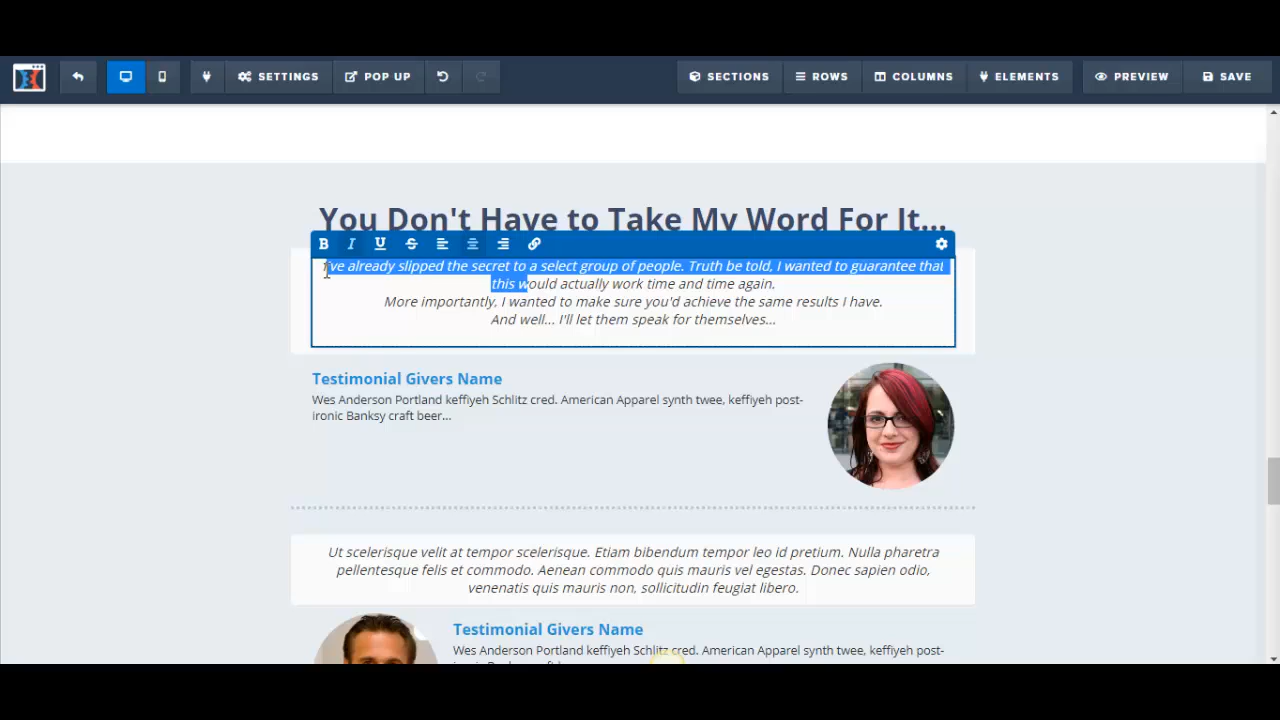 SETTINGS POP UP SECTIONS ROWS COLUMNS ELEMENTS PREVIEW SAVE
You Don't Have to Take My Word For It...
B I U S
I've already slipped the secret to a select group of people. Truth be told, I wanted to guarantee that
this would actually work time and time again.
More importantly, I wanted to make sure you'd achieve the same results I have.
And well... I'll let them speak for themselves...
Testimonial Givers Name
Wes Anderson Portland keffiyeh Schlitz cred. American Apparel synth twee, keffiyeh post-
ironic Banksy craft beer...
Ut scelerisque velit at tempor scelerisque. Etiam bibendum tempor leo id pretium. Nulla pharetra
pellentesque felis et commodo. Aenean commodo quis mauris vel egestas. Donec sapien odio,
venenatis quis mauris non, sollicitudin feugiat libero.
Testimonial Givers Name
Wes Anderson Portland keffiyeh Schlitz cred. American Apparel synth twee, keffiyeh post-